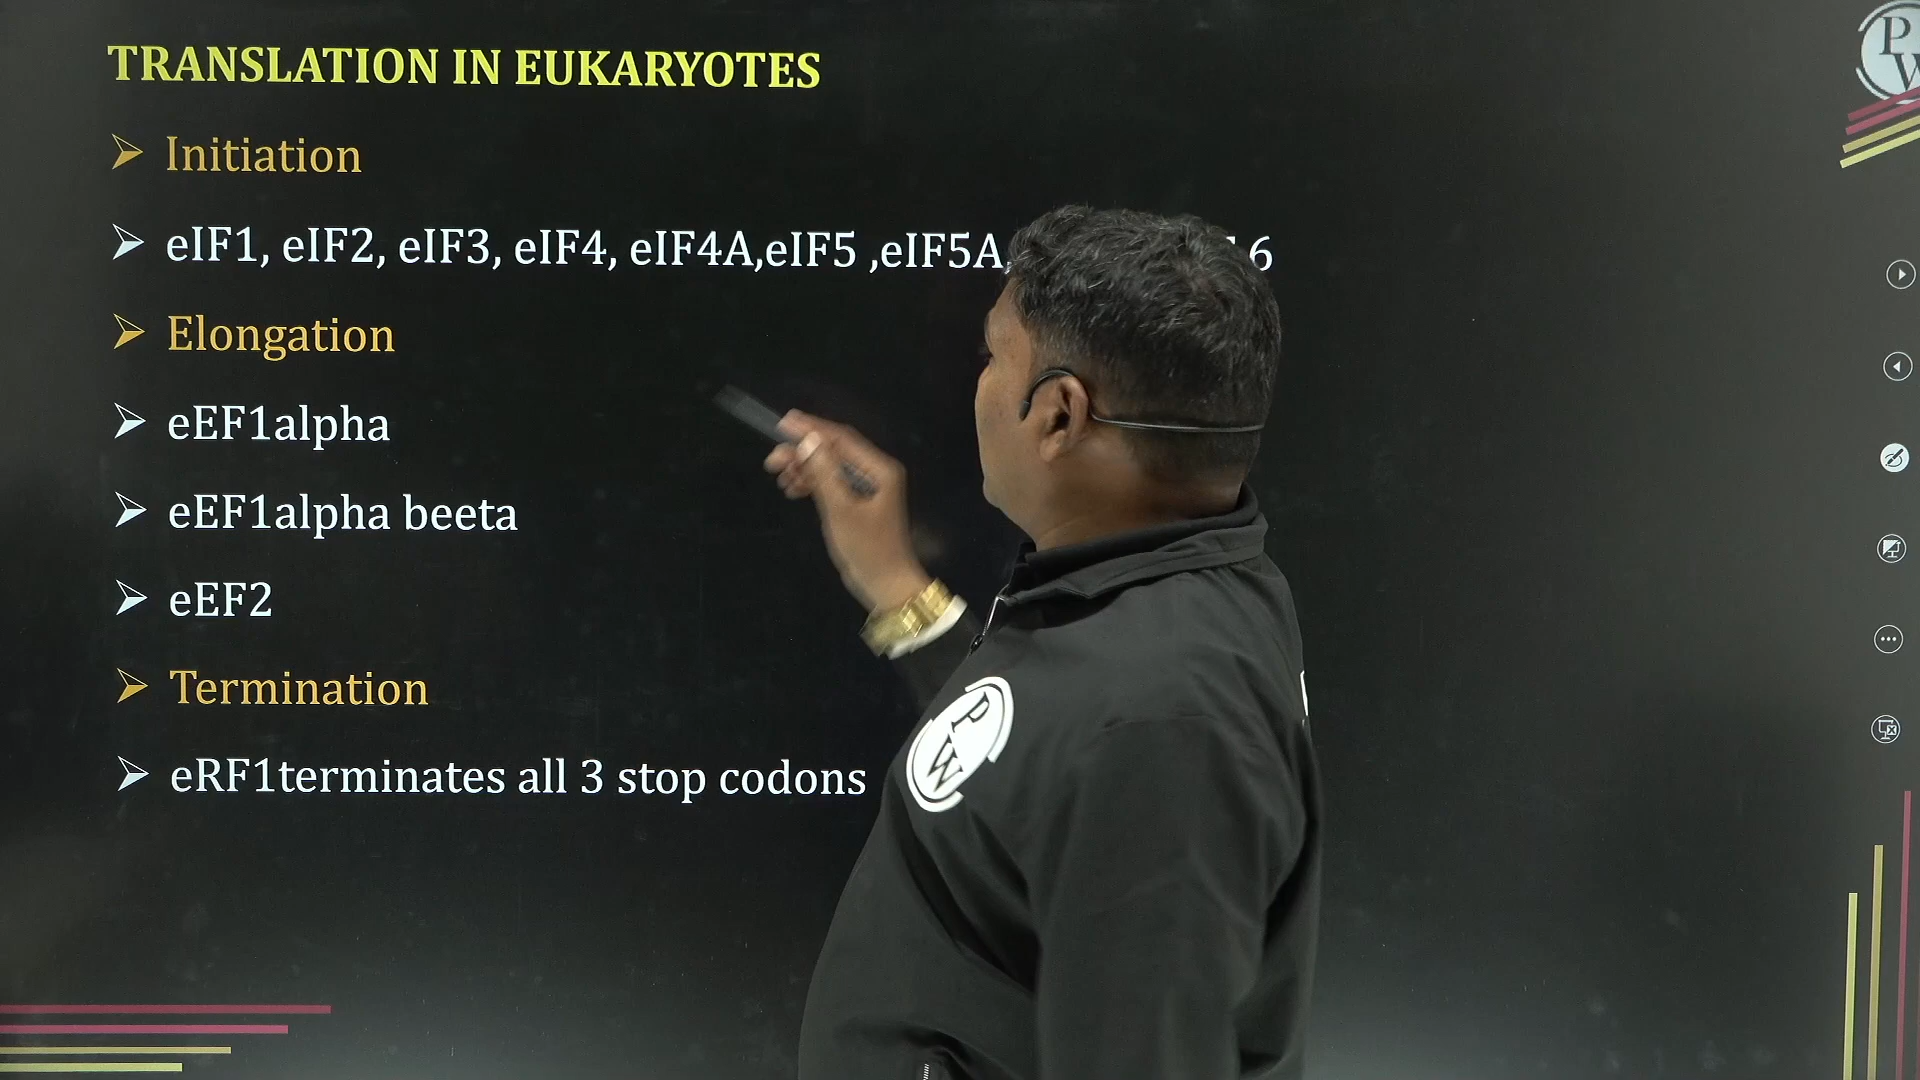 TRANSLATION IN EUKARYOTES
Initiation
eIF1, eIF2, eIF3, eIF4, eIF4A,eIF5 ,eIF5A, 6
Elongation
eEF1alpha
eEF1alpha beeta
eEF2
Termination
eRF1terminates all 3 stop codons
P
W
P
W